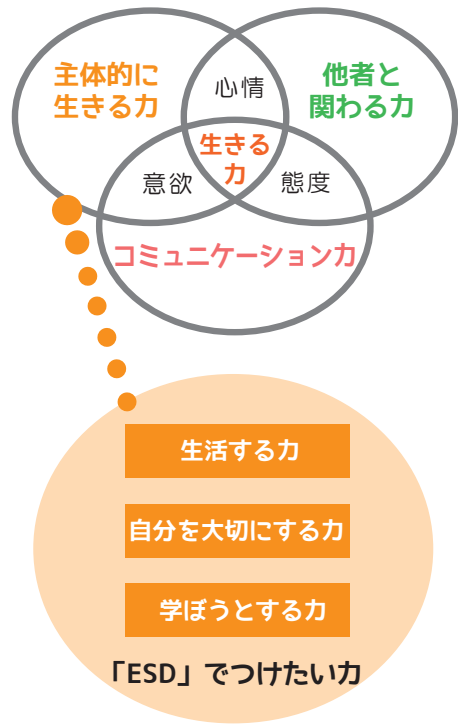 主体的に
生きる力
心情
他者と
関わる力
生きる
力
意欲
態度
コミュニケーション力
生活する力
自分を大切にする力
学ぼうとする力
「ESD」でつけたい力